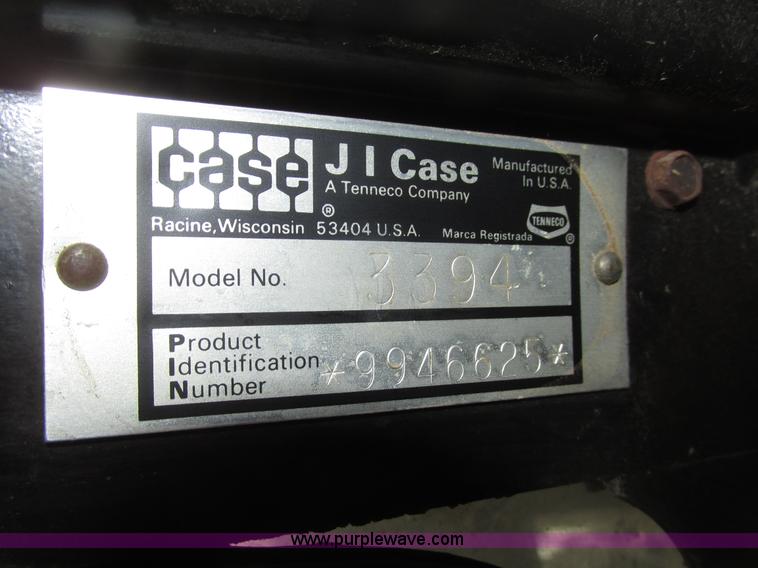 case
J I Case
A Tenneco Company
®
Manufactured
In U.S.A.
Racine, Wisconsin 53404 U.S.A.
Marca Registrada
TENNECO
®
Model No. 3394
Product
Identification
Number
*9946625*
www.purplewave.com